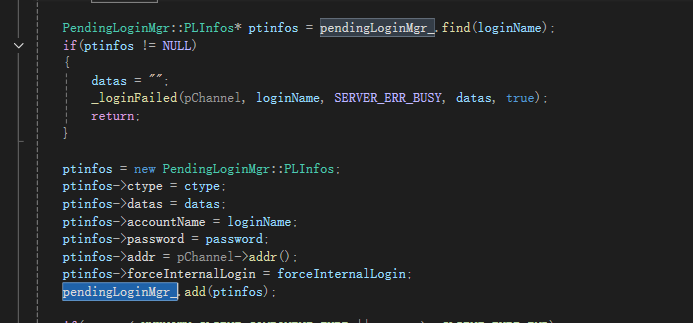 PendingLoginMgr::PLInfos* ptinfos = pendingLoginMgr_.find(loginName);
if(ptinfos != NULL)
{
datas = "";
_loginFailed(pChannel, loginName, SERVER_ERR_BUSY, datas, true);
return;
}
ptinfos = new PendingLoginMgr::PLInfos;
ptinfos->ctype = ctype;
ptinfos->datas = datas;
ptinfos->accountName = loginName;
ptinfos->password = password;
ptinfos->addr = pChannel->addr();
ptinfos->forceInternalLogin = forceInternalLogin;
pendingLoginMgr_.add(ptinfos);